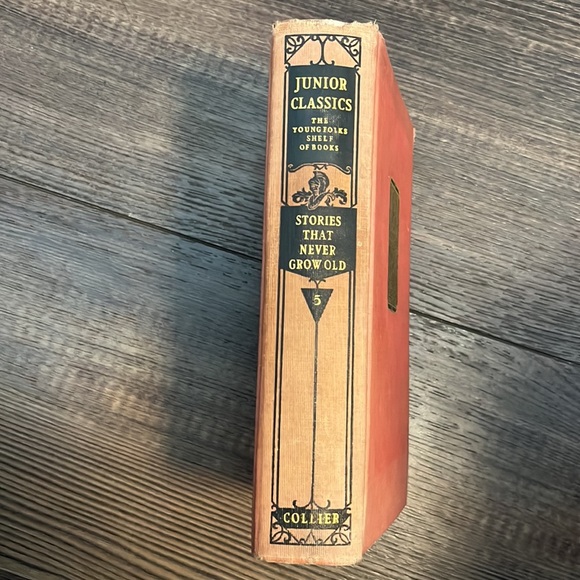 JUNIOR
CLASSICS
THE
YOUNG FOLKS
SHELF
OF BOOKS
STORIES
THAT
NEVER
GROW OLD
5
COLLIER